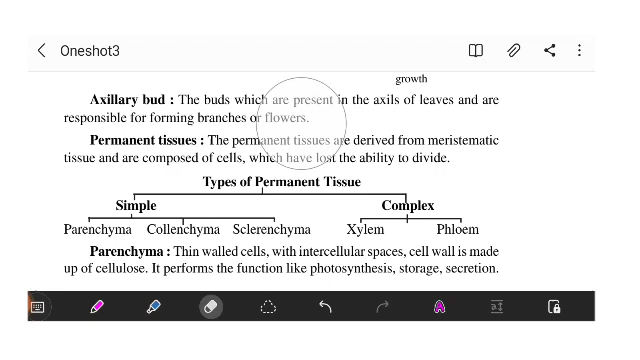 Oneshot3
growth
Axillary bud : The buds which are present in the axils of leaves and are
responsible for forming branches or flowers.
Permanent tissues : The permanent tissues are derived from meristematic
tissue and are composed of cells, which have lost the ability to divide.
Types of Permanent Tissue
Simple Complex
Parenchyma Collenchyma Sclerenchyma Xylem Phloem
Parenchyma : Thin walled cells, with intercellular spaces, cell wall is made
up of cellulose. It performs the function like photosynthesis, storage, secretion.